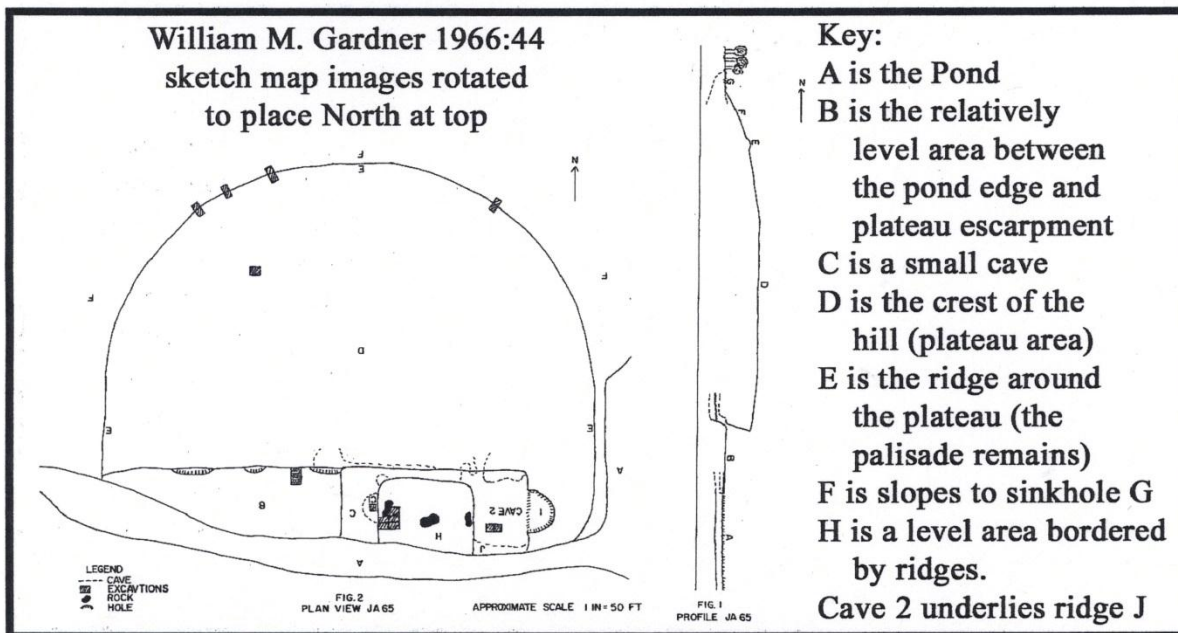 William M. Gardner 1966:44
sketch map images rotated
to place North at top
F
E
N
F
F
D
E
E
A
B
C
H
J
CAVE 2
I
A
LEGEND
CAVE
EXCAVTIONS
ROCK
HOLE
FIG. 2
PLAN VIEW JA 65
APPROXIMATE SCALE 1 IN = 50 FT
G
N
F
E
D
B
A
FIG. 1
PROFILE JA 65
Key:
A is the Pond
B is the relatively
level area between
the pond edge and
plateau escarpment
C is a small cave
D is the crest of the
hill (plateau area)
E is the ridge around
the plateau (the
palisade remains)
F is slopes to sinkhole G
H is a level area bordered
by ridges.
Cave 2 underlies ridge J